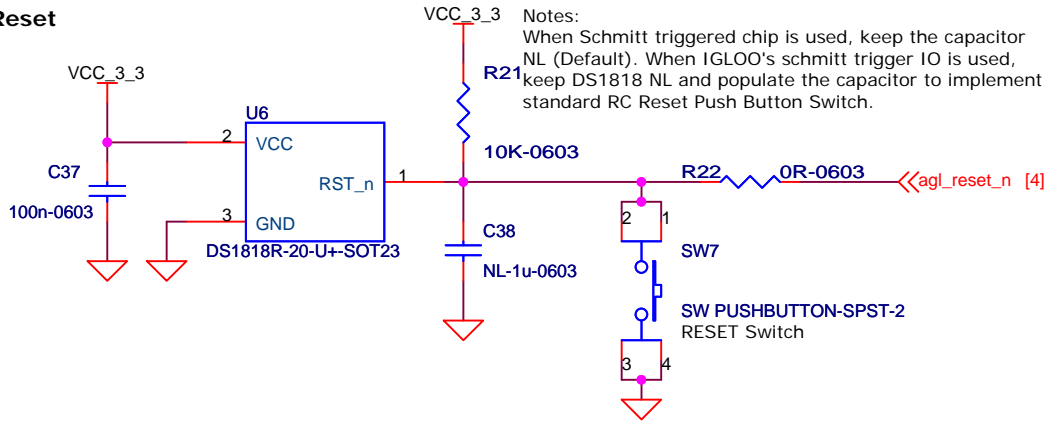 Reset
VCC_3_3
Notes:
When Schmitt triggered chip is used, keep the capacitor
NL (Default). When IGLOO's schmitt trigger IO is used,
keep DS1818 NL and populate the capacitor to implement
standard RC Reset Push Button Switch.
VCC_3_3
R21
U6
2
VCC
10K-0603
C37
R22
0R-0603
RST_n
1
agl_reset_n [4]
100n-0603
3
GND
2
1
C38
DS1818R-20-U+-SOT23
SW7
NL-1u-0603
SW PUSHBUTTON-SPST-2
RESET Switch
3
4